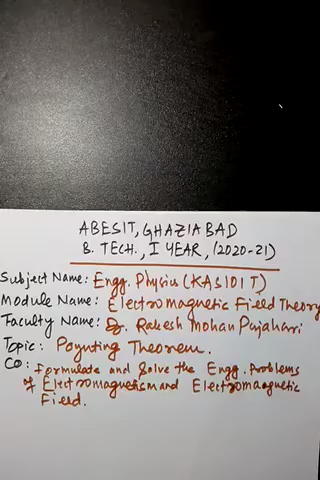 ABESIT, GHAZIABAD
B. TECH., I YEAR, (2020-21)
Subject Name: Engg. Physics (KAS101T)
Module Name: Electromagnetic Field Theory
Faculty Name: Dr. Rakesh Mohan Pujahari
Topic: Poynting Theorem.
CO: Formulate and Solve the Engg. Problems
of Electromagnetism and Electromagnetic
Field.